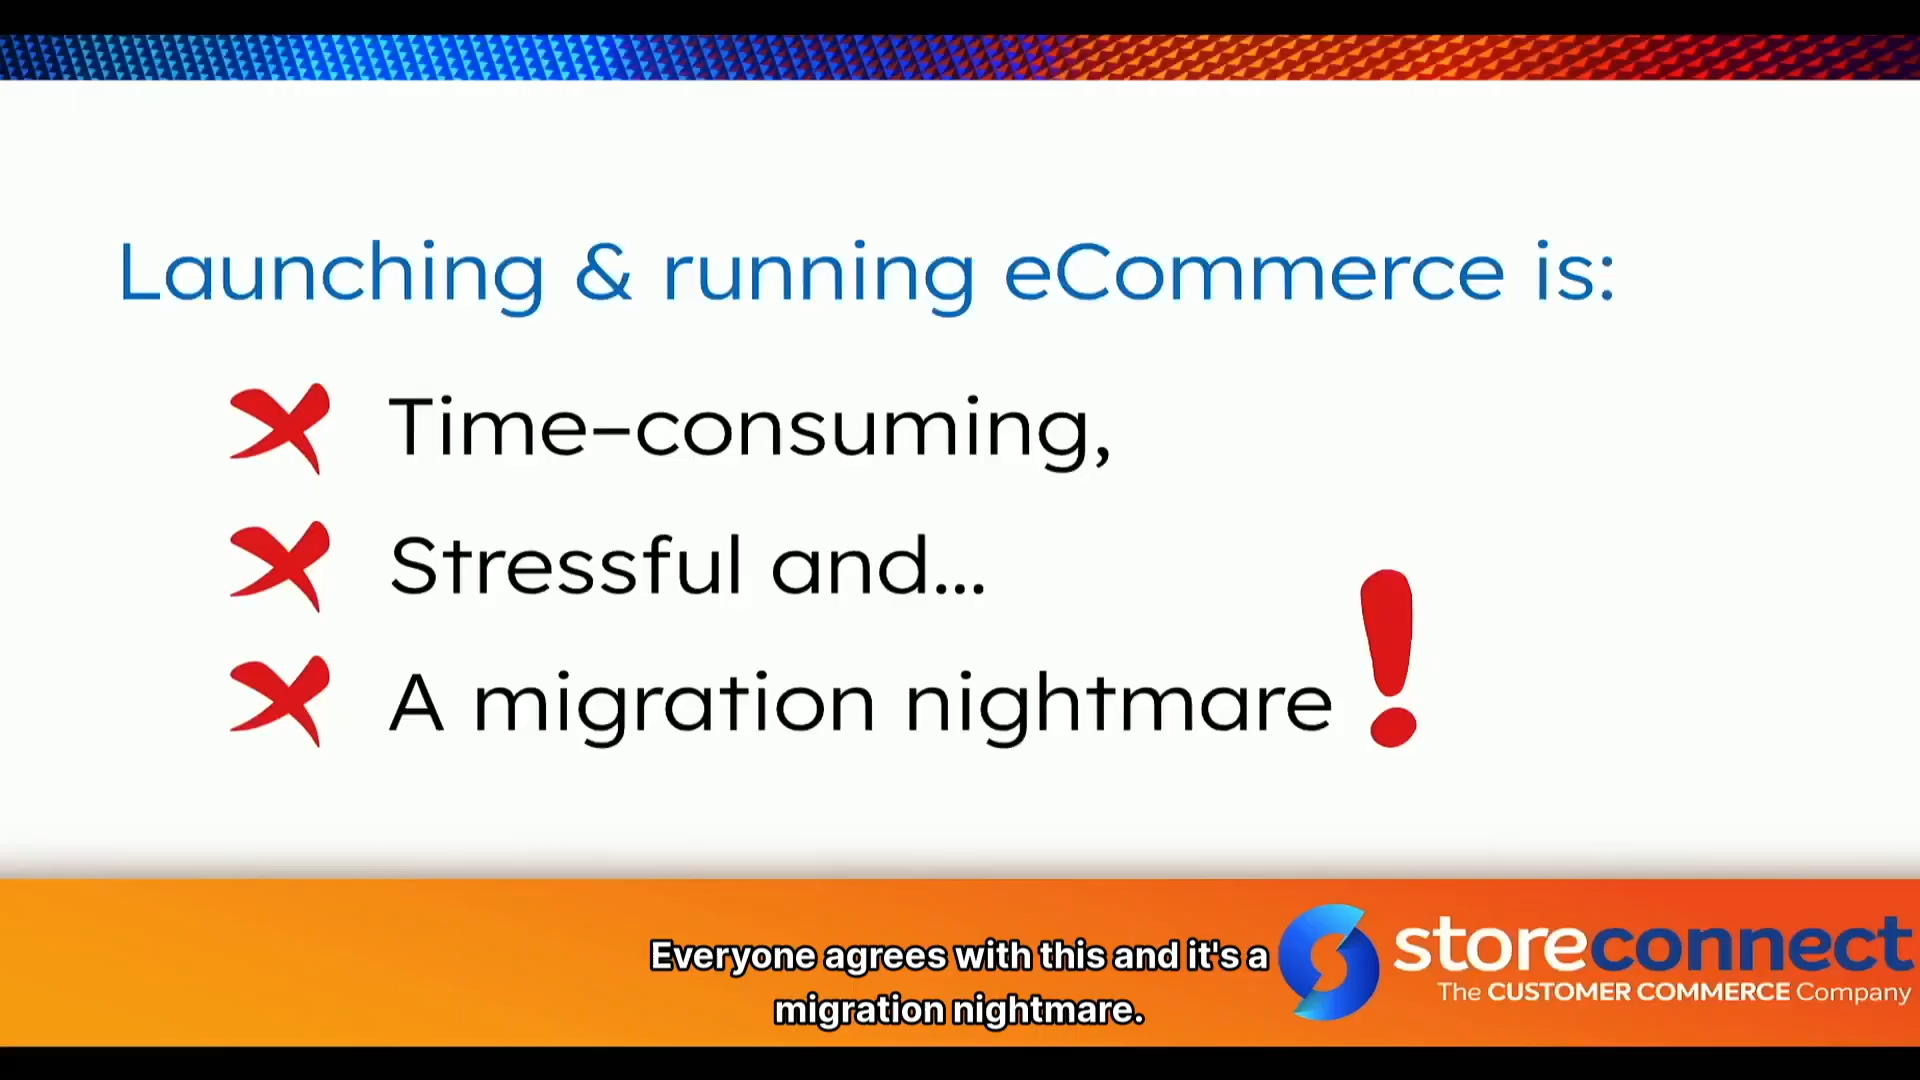 Launching & running eCommerce is:
Time-consuming,
Stressful and...
A migration nightmare!
Everyone agrees with this and it's a
migration nightmare.
storeconnect
The CUSTOMER COMMERCE Company